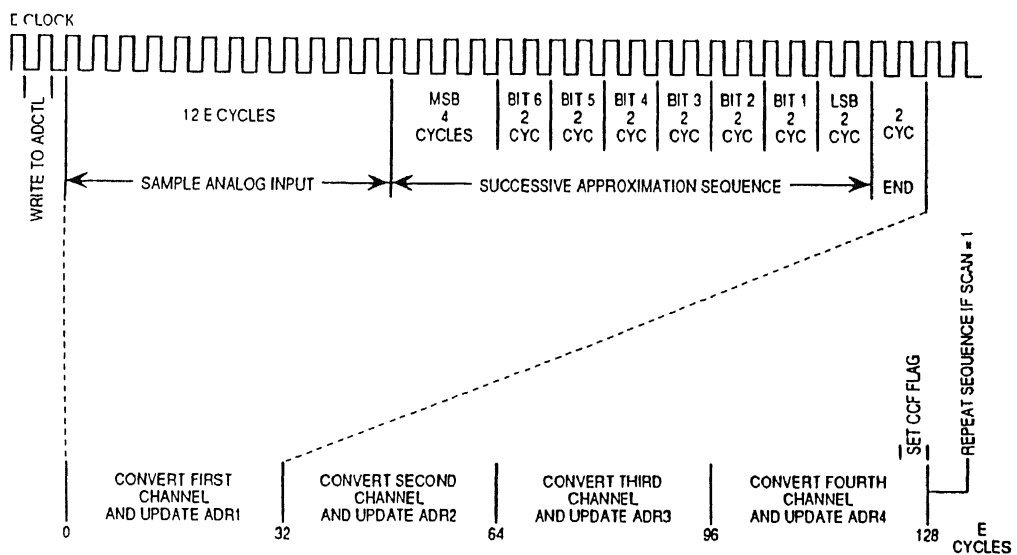 E CLOCK
WRITE TO ADCTL
12 E CYCLES
MSB
4
CYCLES
BIT 6
2
CYC
BIT 5
2
CYC
BIT 4
2
CYC
BIT 3
2
CYC
BIT 2
2
CYC
BIT 1
2
CYC
LSB
2
CYC
2
CYC
SAMPLE ANALOG INPUT
SUCCESSIVE APPROXIMATION SEQUENCE
END
SET CCF FLAG
REPEAT SEQUENCE IF SCAN = 1
CONVERT FIRST
CHANNEL
AND UPDATE ADR1
CONVERT SECOND
CHANNEL
AND UPDATE ADR2
CONVERT THIRD
CHANNEL
AND UPDATE ADR3
CONVERT FOURTH
CHANNEL
AND UPDATE ADR4
0
32
64
96
128
E
CYCLES